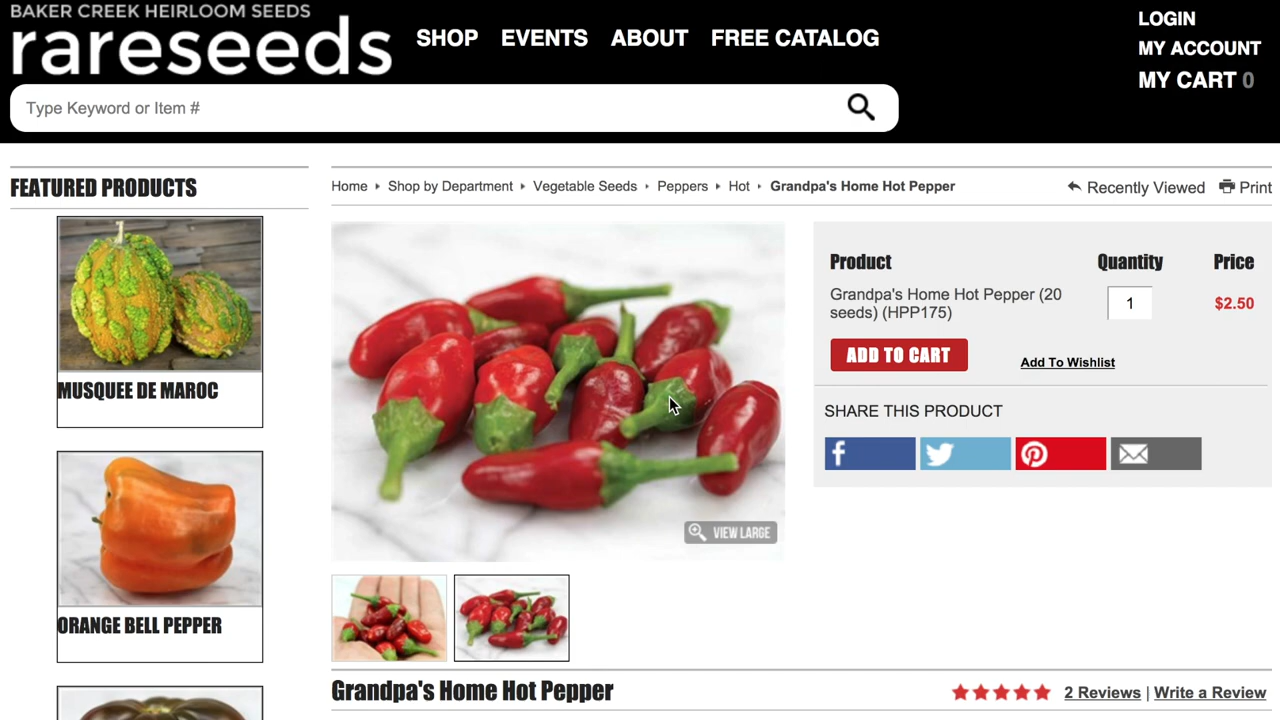 BAKER CREEK HEIRLOOM SEEDS
rareseeds
SHOP EVENTS ABOUT FREE CATALOG
LOGIN
MY ACCOUNT
MY CART 0
Type Keyword or Item #
FEATURED PRODUCTS
MUSQUEE DE MAROC
ORANGE BELL PEPPER
Home Shop by Department Vegetable Seeds Peppers Hot Grandpa's Home Hot Pepper
Recently Viewed Print
VIEW LARGE
Product Quantity Price
Grandpa's Home Hot Pepper (20
seeds) (HPP175)
1
$2.50
ADD TO CART
Add To Wishlist
SHARE THIS PRODUCT
Grandpa's Home Hot Pepper
2 Reviews | Write a Review